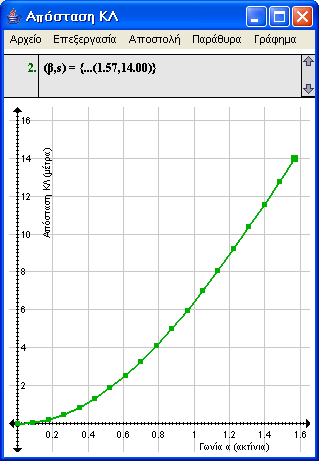 Απόσταση ΚΛ
Αρχείο Επεξεργασία Αποστολή Παράθυρα Γράφημα
2. (β,s) = {...(1.57,14.00)}
Απόσταση ΚΛ (μέτρα)
16
14
12
10
8
6
4
2
0.2 0.4 0.6 0.8 1 1.2 1.4 1.6
Γωνία α (ακτίνια)